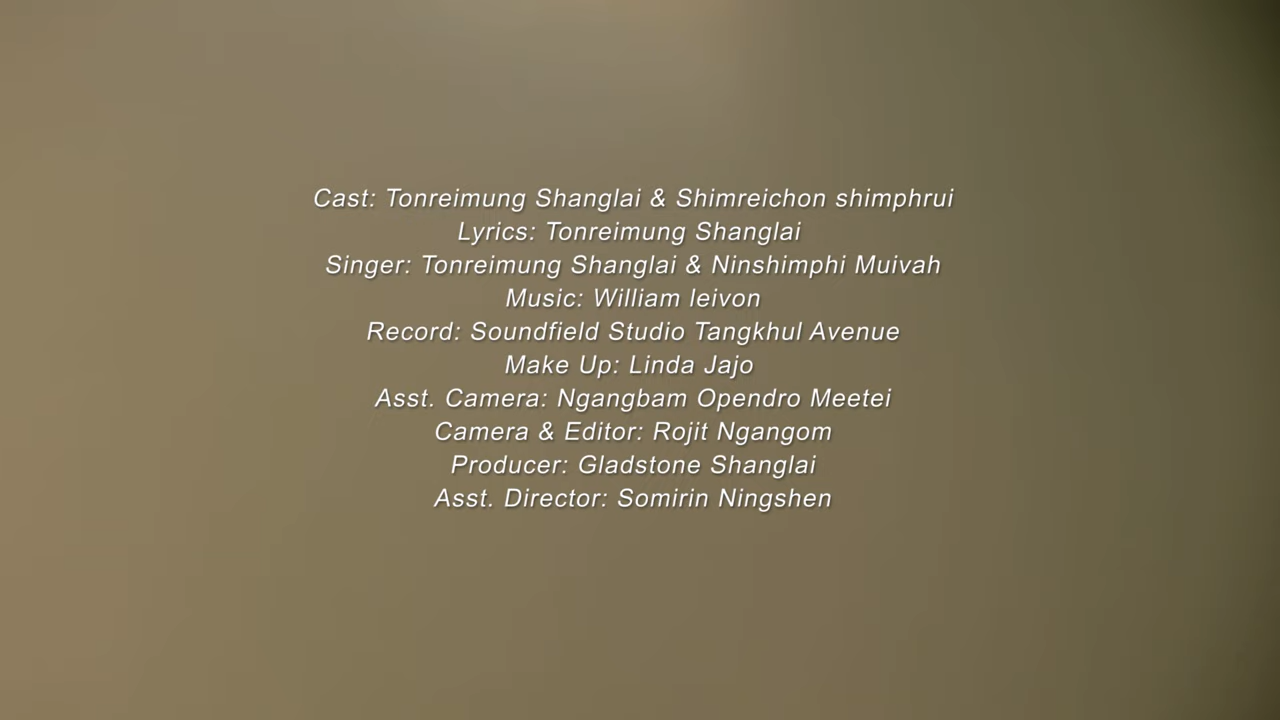 Cast: Tonreimung Shanglai & Shimreichon shimphrui
Lyrics: Tonreimung Shanglai
Singer: Tonreimung Shanglai & Ninshimphi Muivah
Music: William leivon
Record: Soundfield Studio Tangkhul Avenue
Make Up: Linda Jajo
Asst. Camera: Ngangbam Opendro Meetei
Camera & Editor: Rojit Ngangom
Producer: Gladstone Shanglai
Asst. Director: Somirin Ningshen